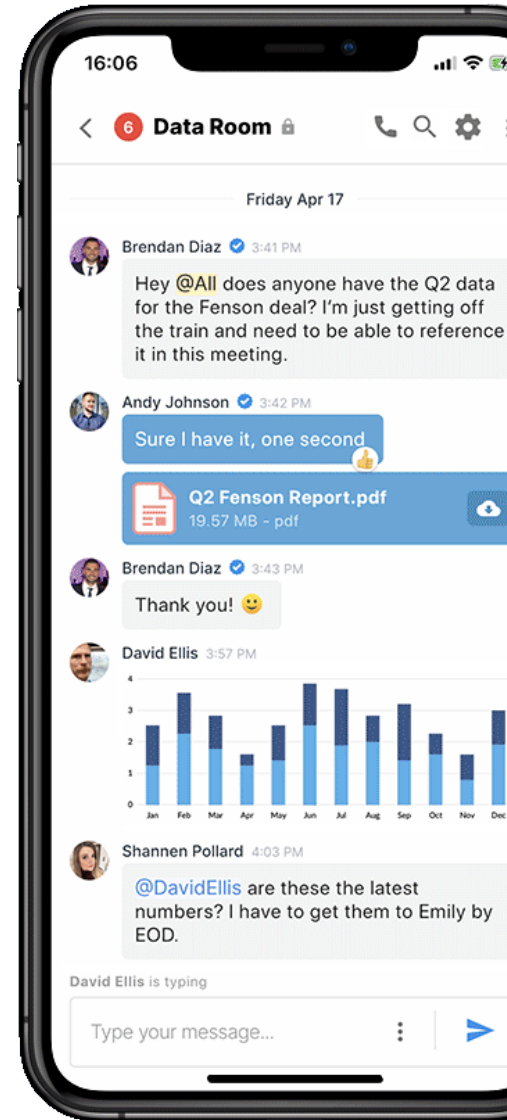 16:06
6 Data Room
Friday Apr 17
Brendan Diaz 3:41 PM
Hey @All does anyone have the Q2 data
for the Fenson deal? I'm just getting off
the train and need to be able to reference
it in this meeting.
Andy Johnson 3:42 PM
Sure I have it, one second
Q2 Fenson Report.pdf
19.57 MB - pdf
Brendan Diaz 3:43 PM
Thank you! 🙂
David Ellis 3:57 PM
4
3
2
1
0
Jan Feb Mar Apr May Jun Jul Aug Sep Oct Nov Dec
Shannen Pollard 4:03 PM
@DavidEllis are these the latest
numbers? I have to get them to Emily by
EOD.
David Ellis is typing
Type your message...